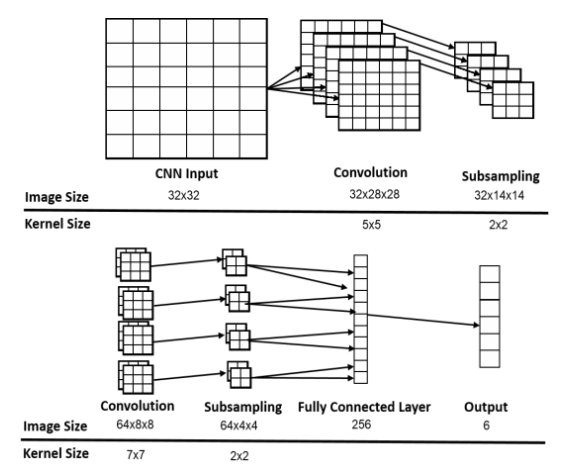 CNN Input Convolution Subsampling
Image Size 32x32 32x28x28 32x14x14
Kernel Size 5x5 2x2
Convolution Subsampling Fully Connected Layer Output
Image Size 64x8x8 64x4x4 256 6
Kernel Size 7x7 2x2